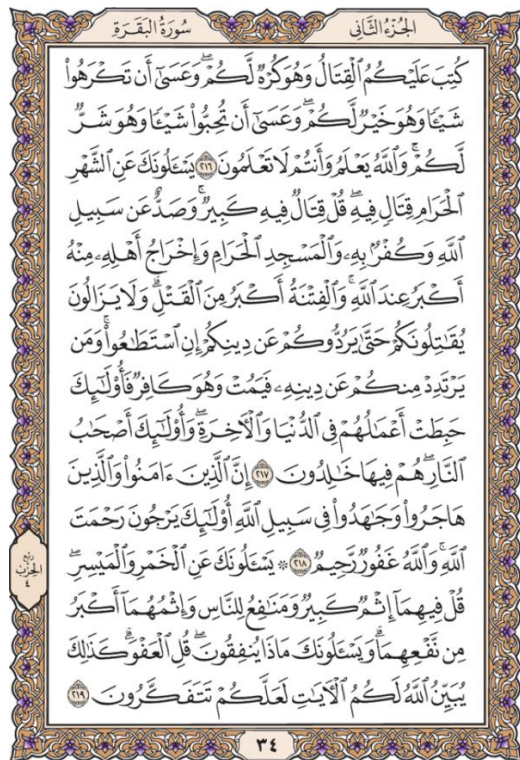 الجُزْءُ الثَّانِي
سُورَةُ البَقَرَةِ
كُتِبَ عَلَيْكُمُ ٱلْقِتَالُ وَهُوَ كُرْهٌ لَّكُمْۖ وَعَسَىٰٓ أَن تَكْرَهُوا۟
شَيْـًٔا وَهُوَ خَيْرٌ لَّكُمْۖ وَعَسَىٰٓ أَن تُحِبُّوا۟ شَيْـًٔا وَهُوَ شَرٌّ
لَّكُمْۚ وَٱللَّهُ يَعْلَمُ وَأَنتُمْ لَا تَعْلَمُونَ ۝٢١٦ يَسْـَٔلُونَكَ عَنِ ٱلشَّهْرِ
ٱلْحَرَامِ قِتَالٍ فِيهِۖ قُلْ قِتَالٌ فِيهِ كَبِيرٌۚ وَصَدٌّ عَن سَبِيلِ
ٱللَّهِ وَكُفْرٌۢ بِهِۦ وَٱلْمَسْجِدِ ٱلْحَرَامِ وَإِخْرَاجُ أَهْلِهِۦ مِنْهُ
أَكْبَرُ عِندَ ٱللَّهِۚ وَٱلْفِتْنَةُ أَكْبَرُ مِنَ ٱلْقَتْلِۗ وَلَا يَزَالُونَ
يُقَـٰتِلُونَكُمْ حَتَّىٰ يَرُدُّوكُمْ عَن دِينِكُمْ إِنِ ٱسْتَطَـٰعُوا۟ۚ وَمَن
يَرْتَدِدْ مِنكُمْ عَن دِينِهِۦ فَيَمُتْ وَهُوَ كَافِرٌ فَأُو۟لَـٰٓئِكَ
حَبِطَتْ أَعْمَـٰلُهُمْ فِى ٱلدُّنْيَا وَٱلْـَٔاخِرَةِۖ وَأُو۟لَـٰٓئِكَ أَصْحَـٰبُ
ٱلنَّارِۖ هُمْ فِيهَا خَـٰلِدُونَ ۝٢١٧ إِنَّ ٱلَّذِينَ ءَامَنُوا۟ وَٱلَّذِينَ
هَاجَرُوا۟ وَجَـٰهَدُوا۟ فِى سَبِيلِ ٱللَّهِ أُو۟لَـٰٓئِكَ يَرْجُونَ رَحْمَتَ
ٱللَّهِۚ وَٱللَّهُ غَفُورٌ رَّحِيمٌ ۝٢١٨ ۞ يَسْـَٔلُونَكَ عَنِ ٱلْخَمْرِ وَٱلْمَيْسِرِۖ
قُلْ فِيهِمَآ إِثْمٌ كَبِيرٌ وَمَنَـٰفِعُ لِلنَّاسِ وَإِثْمُهُمَآ أَكْبَرُ
مِن نَّفْعِهِمَاۗ وَيَسْـَٔلُونَكَ مَاذَا يُنفِقُونَۖ قُلِ ٱلْعَفْوَۗ كَذَٰلِكَ
يُبَيِّنُ ٱللَّهُ لَكُمُ ٱلْـَٔايَـٰتِ لَعَلَّكُمْ تَتَفَكَّرُونَ ۝٢١٩
ربع
الحزب
٤
٣٤